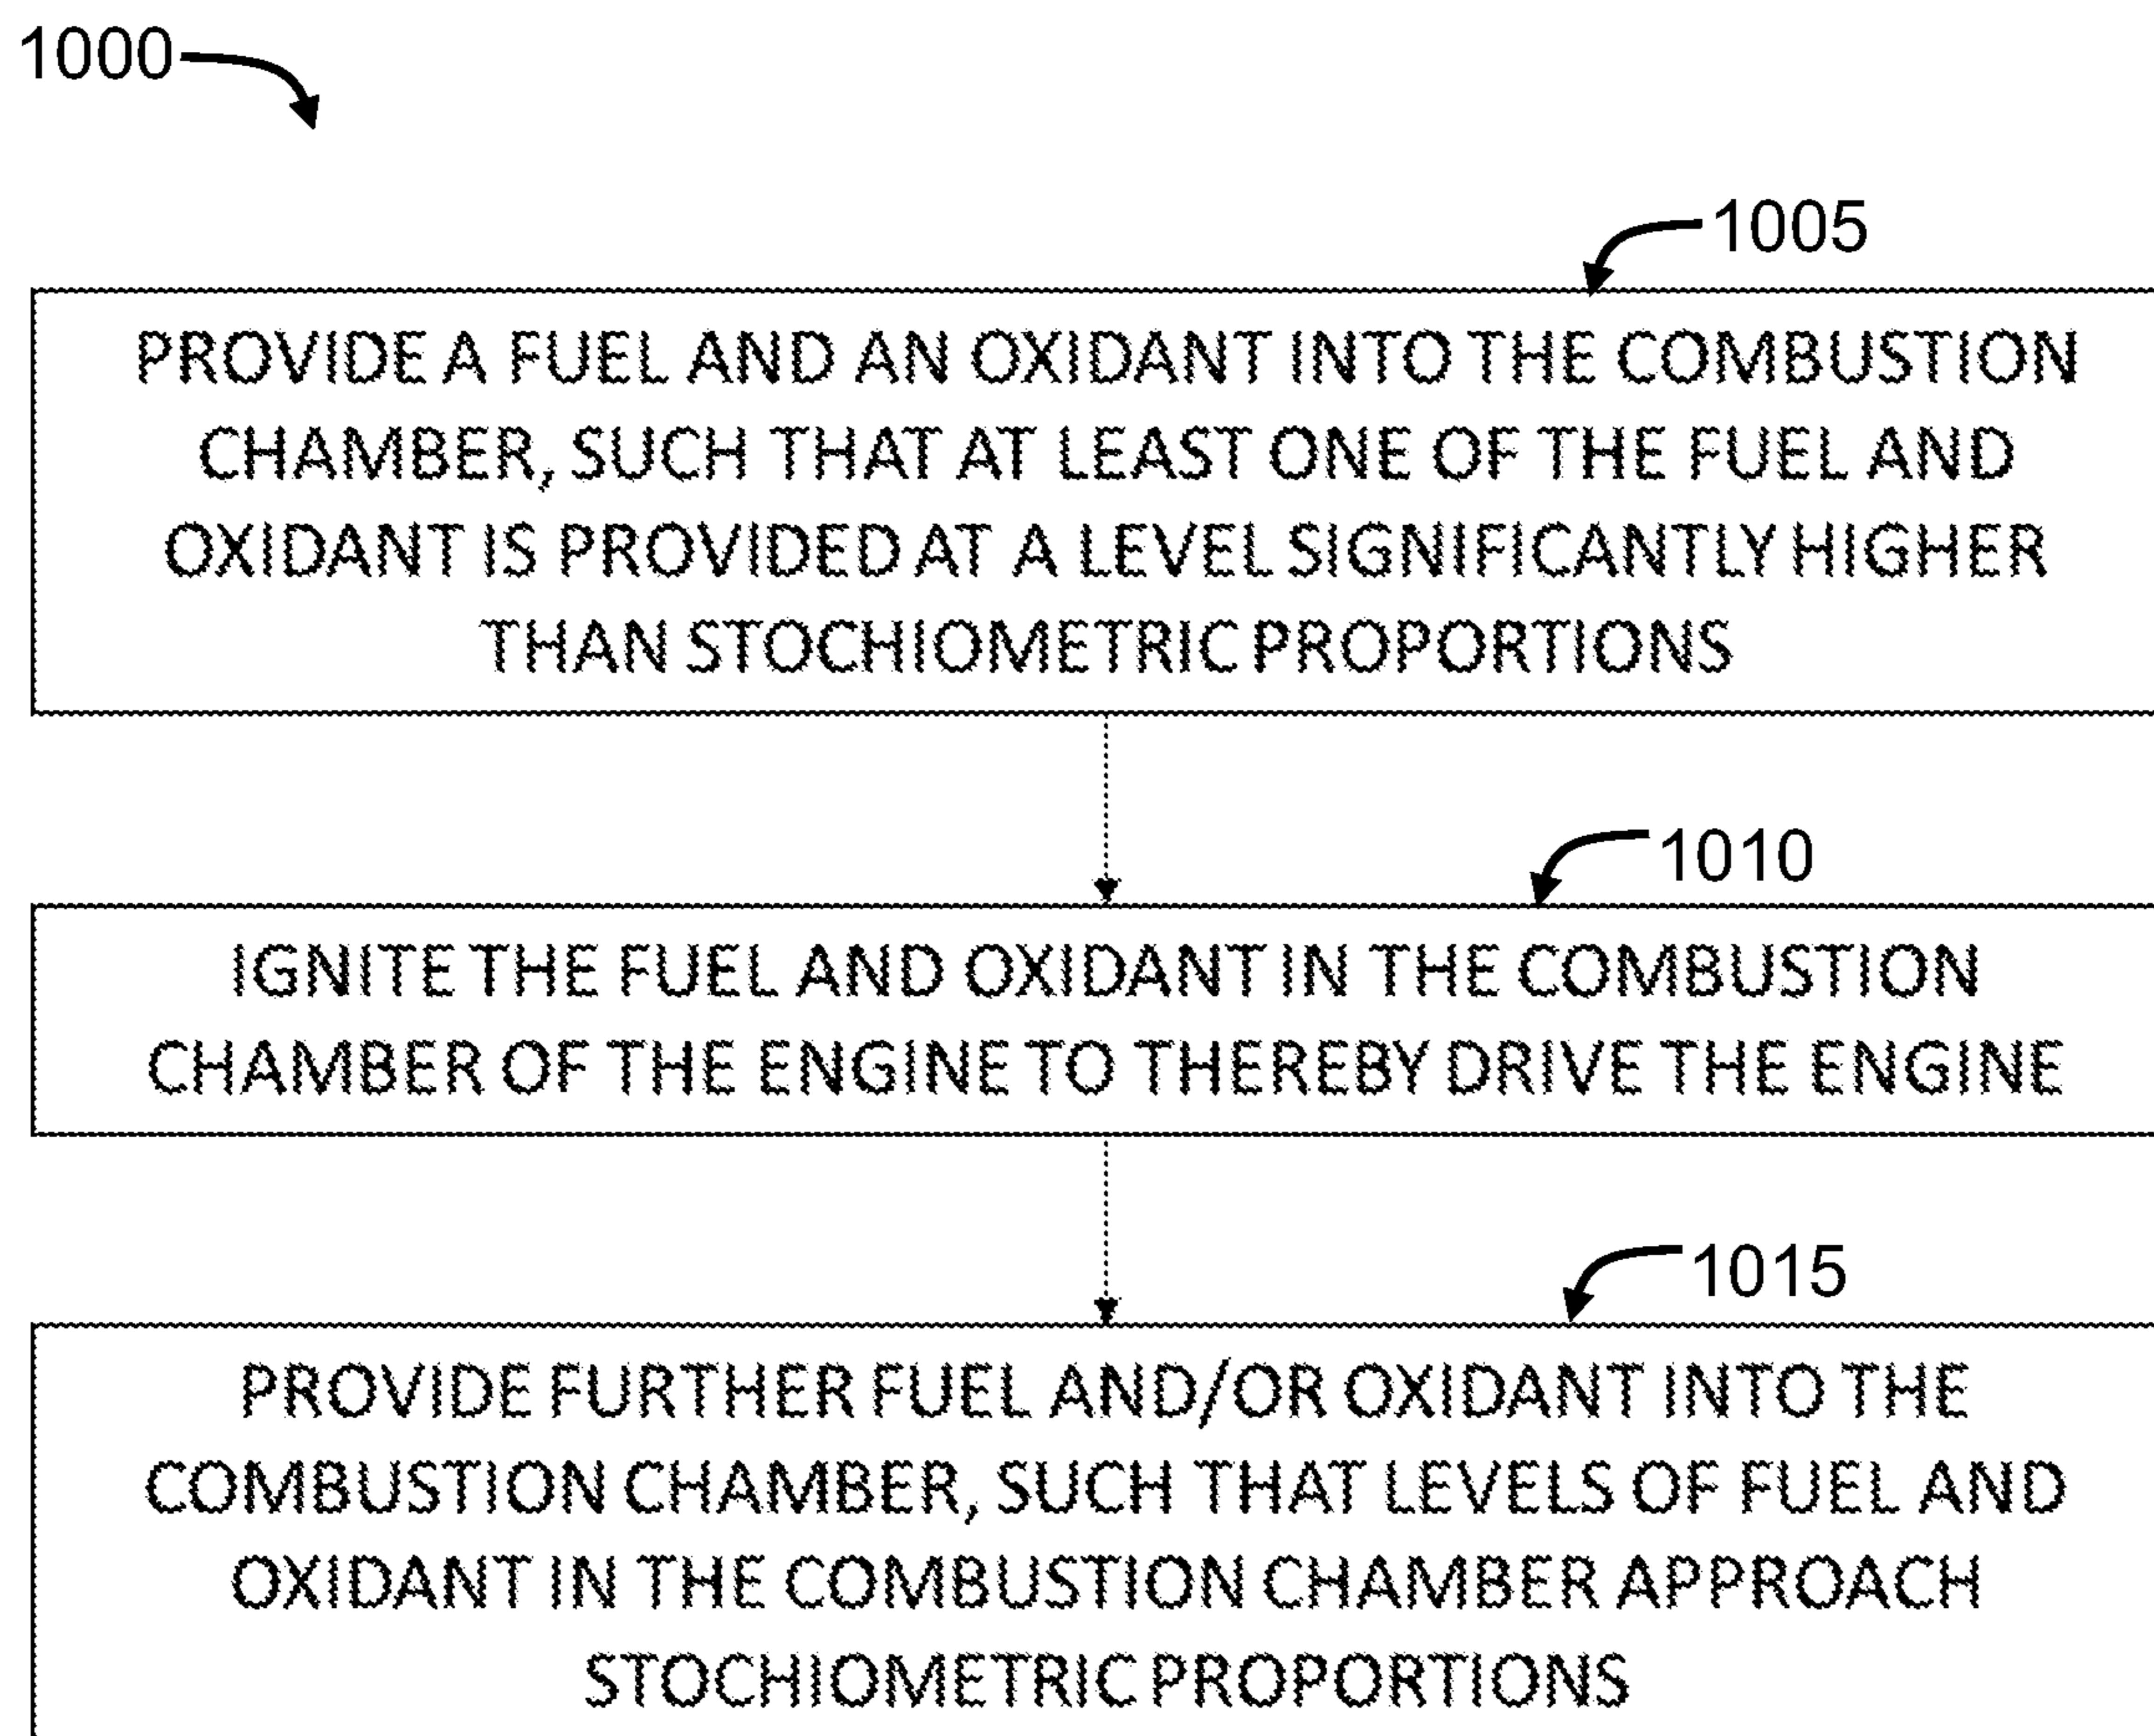 1000
1005
PROVIDE A FUEL AND AN OXIDANT INTO THE COMBUSTION
CHAMBER, SUCH THAT AT LEAST ONE OF THE FUEL AND
OXIDANT IS PROVIDED AT A LEVEL SIGNIFICANTLY HIGHER
THAN STOCHIOMETRIC PROPORTIONS
1010
IGNITE THE FUEL AND OXIDANT IN THE COMBUSTION
CHAMBER OF THE ENGINE TO THEREBY DRIVE THE ENGINE
1015
PROVIDE FURTHER FUEL AND/OR OXIDANT INTO THE
COMBUSTION CHAMBER, SUCH THAT LEVELS OF FUEL AND
OXIDANT IN THE COMBUSTION CHAMBER APPROACH
STOCHIOMETRIC PROPORTIONS